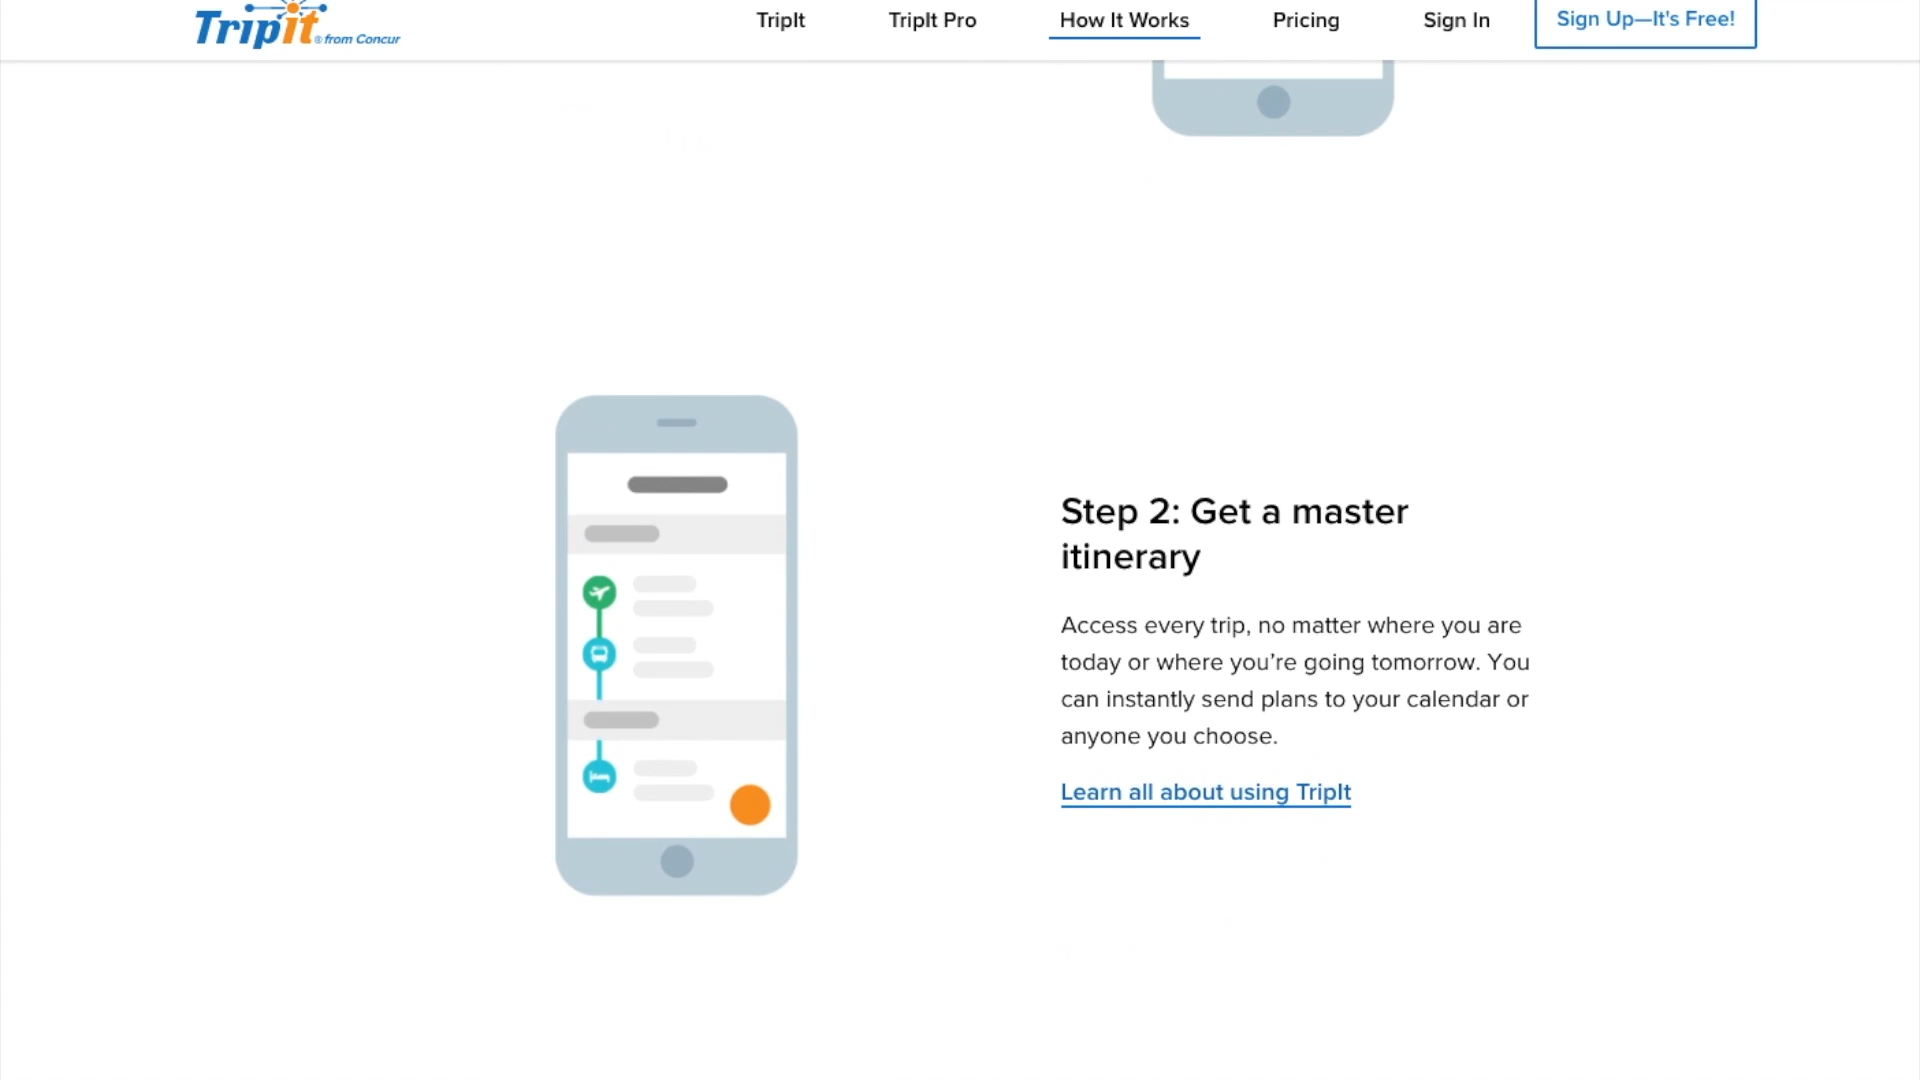 TripIt® from Concur
TripIt
TripIt Pro
How It Works
Pricing
Sign In
Sign Up—It's Free!
Step 2: Get a master
itinerary
Access every trip, no matter where you are
today or where you’re going tomorrow. You
can instantly send plans to your calendar or
anyone you choose.
Learn all about using TripIt